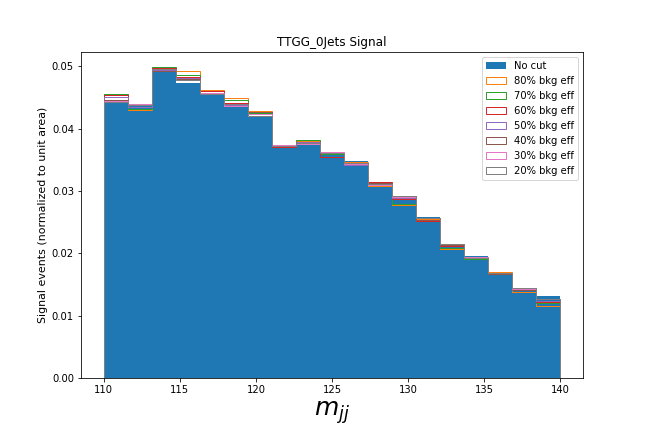 TTGG_0Jets Signal
Signal events (normalized to unit area)
0.05
0.04
0.03
0.02
0.01
0.00
No cut
80% bkg eff
70% bkg eff
60% bkg eff
50% bkg eff
40% bkg eff
30% bkg eff
20% bkg eff
110 115 120 125 130 135 140
m_{jj}